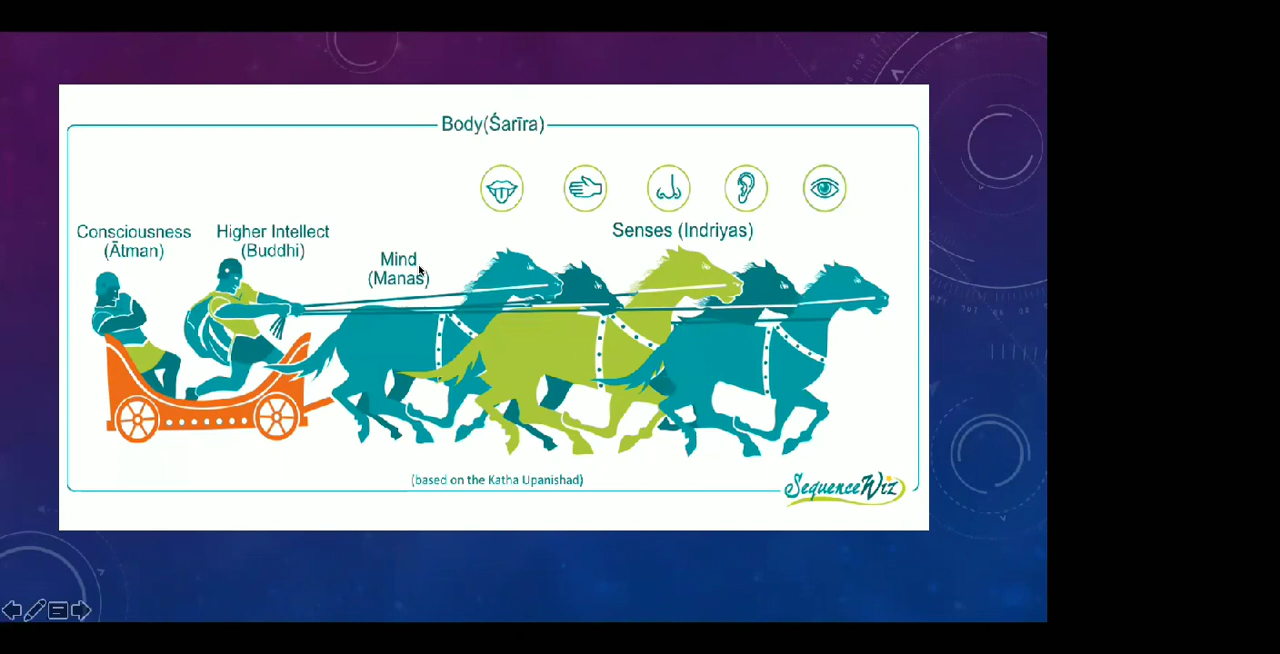 Body(Śarīra)
Consciousness
(Ātman)
Higher Intellect
(Buddhi)
Mind
(Manas)
Senses (Indriyas)
(based on the Katha Upanishad)
SequenceWiz